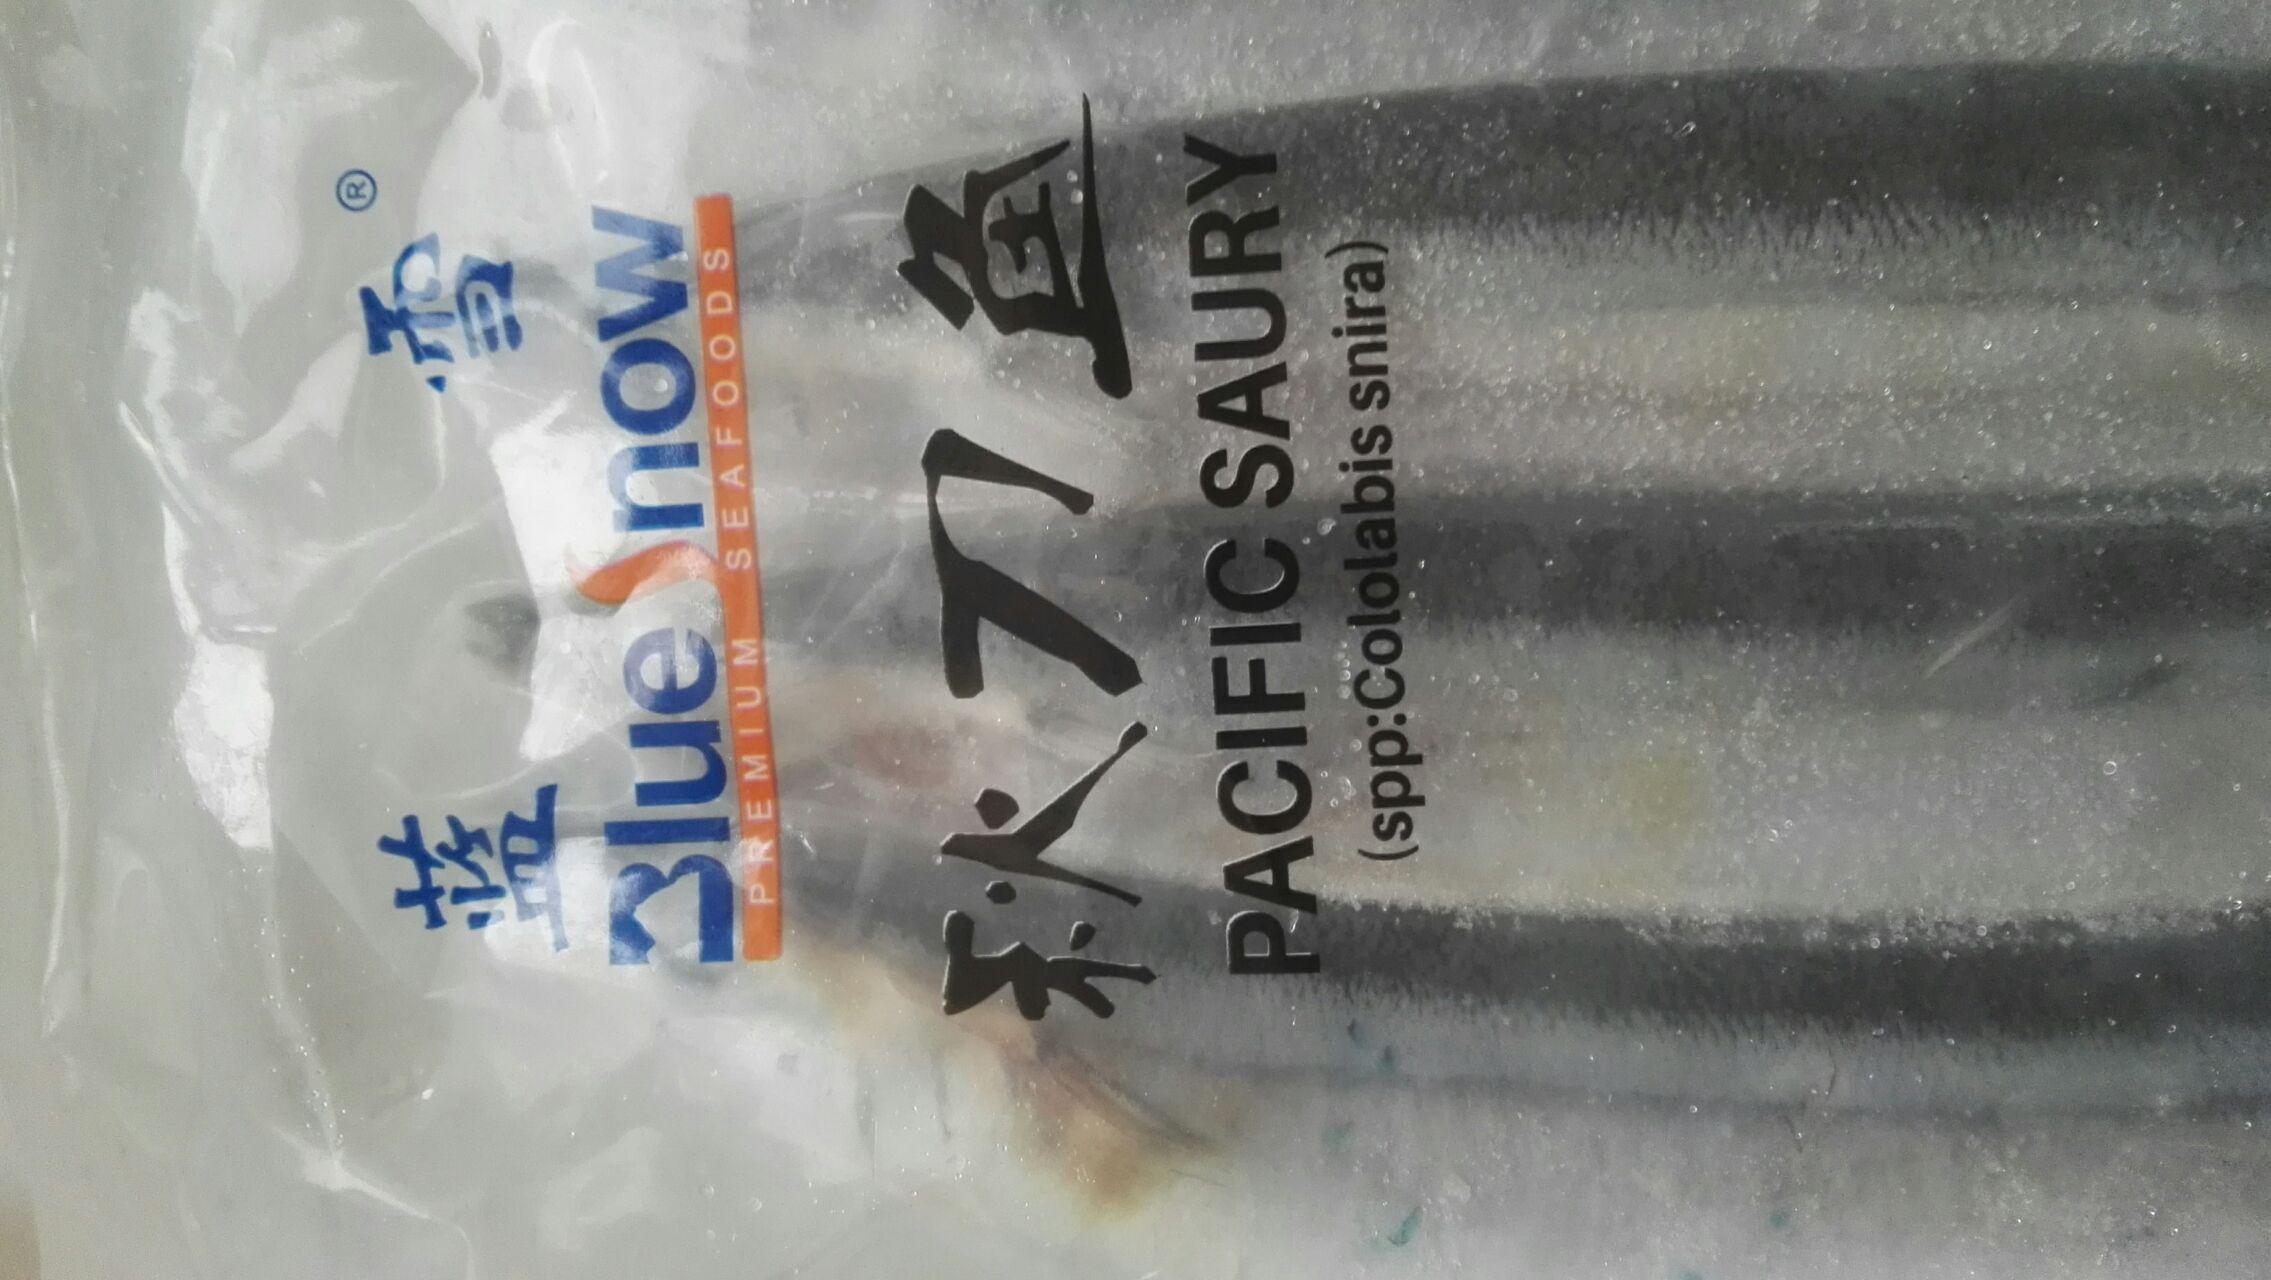 蓝 雪 ®
BlueSnow
PREMIUM SEAFOODS
秋刀鱼
PACIFIC SAURY
(spp:Cololabis snira)